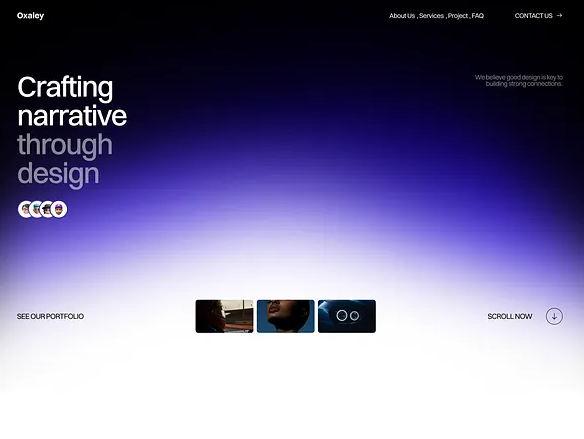 Oxaley
About Us , Services , Project , FAQ
CONTACT US
Crafting
narrative
through
design
We believe good design is key to
building strong connections.
SEE OUR PORTFOLIO
SCROLL NOW